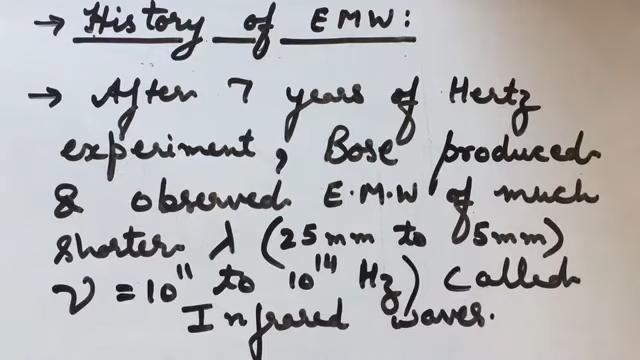 → History of EMW:
→ After 7 years of Hertz
experiment, Bose produced
& observed E.M.W of much
shorter λ (25mm to 5mm)
ν = 10¹¹ to 10¹⁴ Hz) called
Infrared waves.